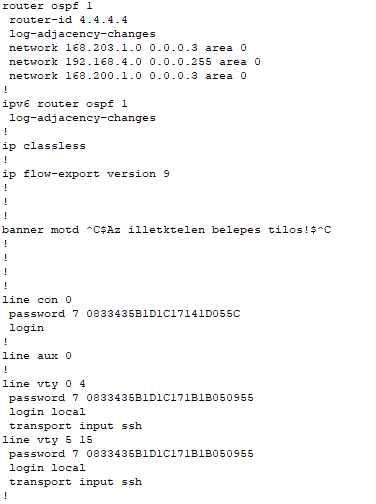 router ospf 1
 router-id 4.4.4.4
 log-adjacency-changes
 network 168.203.1.0 0.0.0.3 area 0
 network 192.168.4.0 0.0.0.255 area 0
 network 168.200.1.0 0.0.0.3 area 0
!
ipv6 router ospf 1
 log-adjacency-changes
!
ip classless
!
ip flow-export version 9
!
!
!
banner motd ^C$Az illetktelen belepes tilos!$^C
!
!
!
!
line con 0
 password 7 0833435B1D1C17141D055C
 login
!
line aux 0
!
line vty 0 4
 password 7 0833435B1D1C171B1B050955
 login local
 transport input ssh
line vty 5 15
 password 7 0833435B1D1C171B1B050955
 login local
 transport input ssh
!